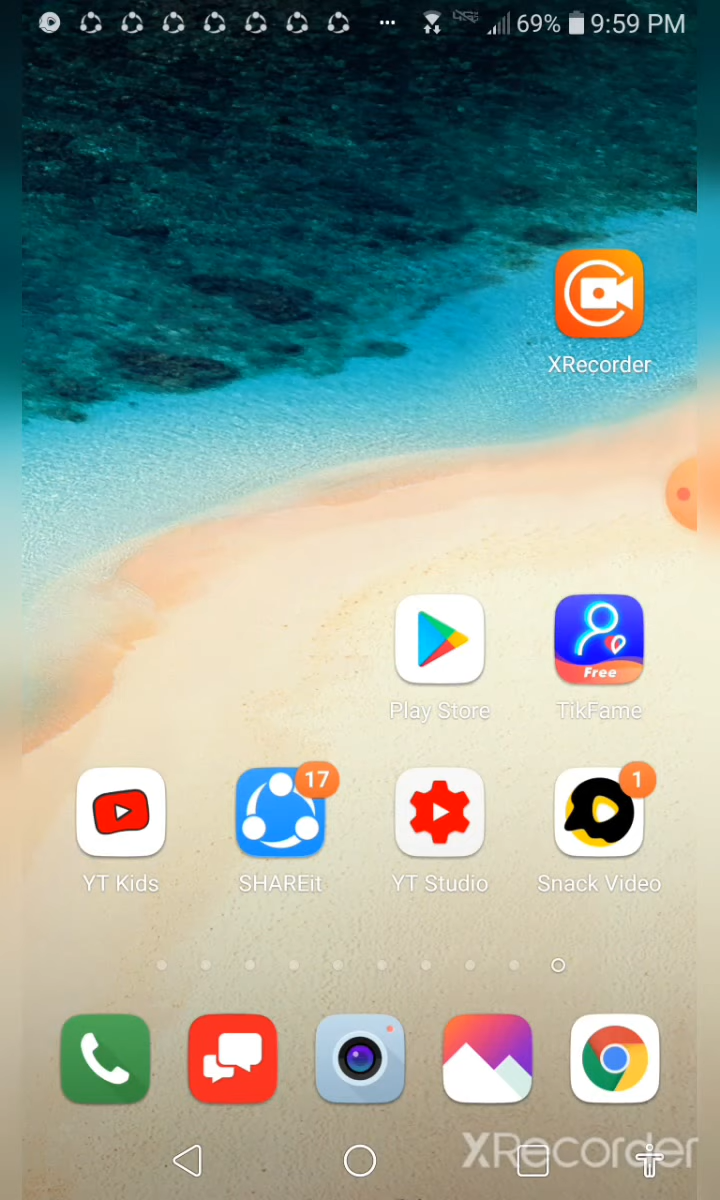 69% 9:59 PM
XRecorder
Play Store
Free
TikFame
17
1
YT Kids
SHAREit
YT Studio
Snack Video
XRecorder